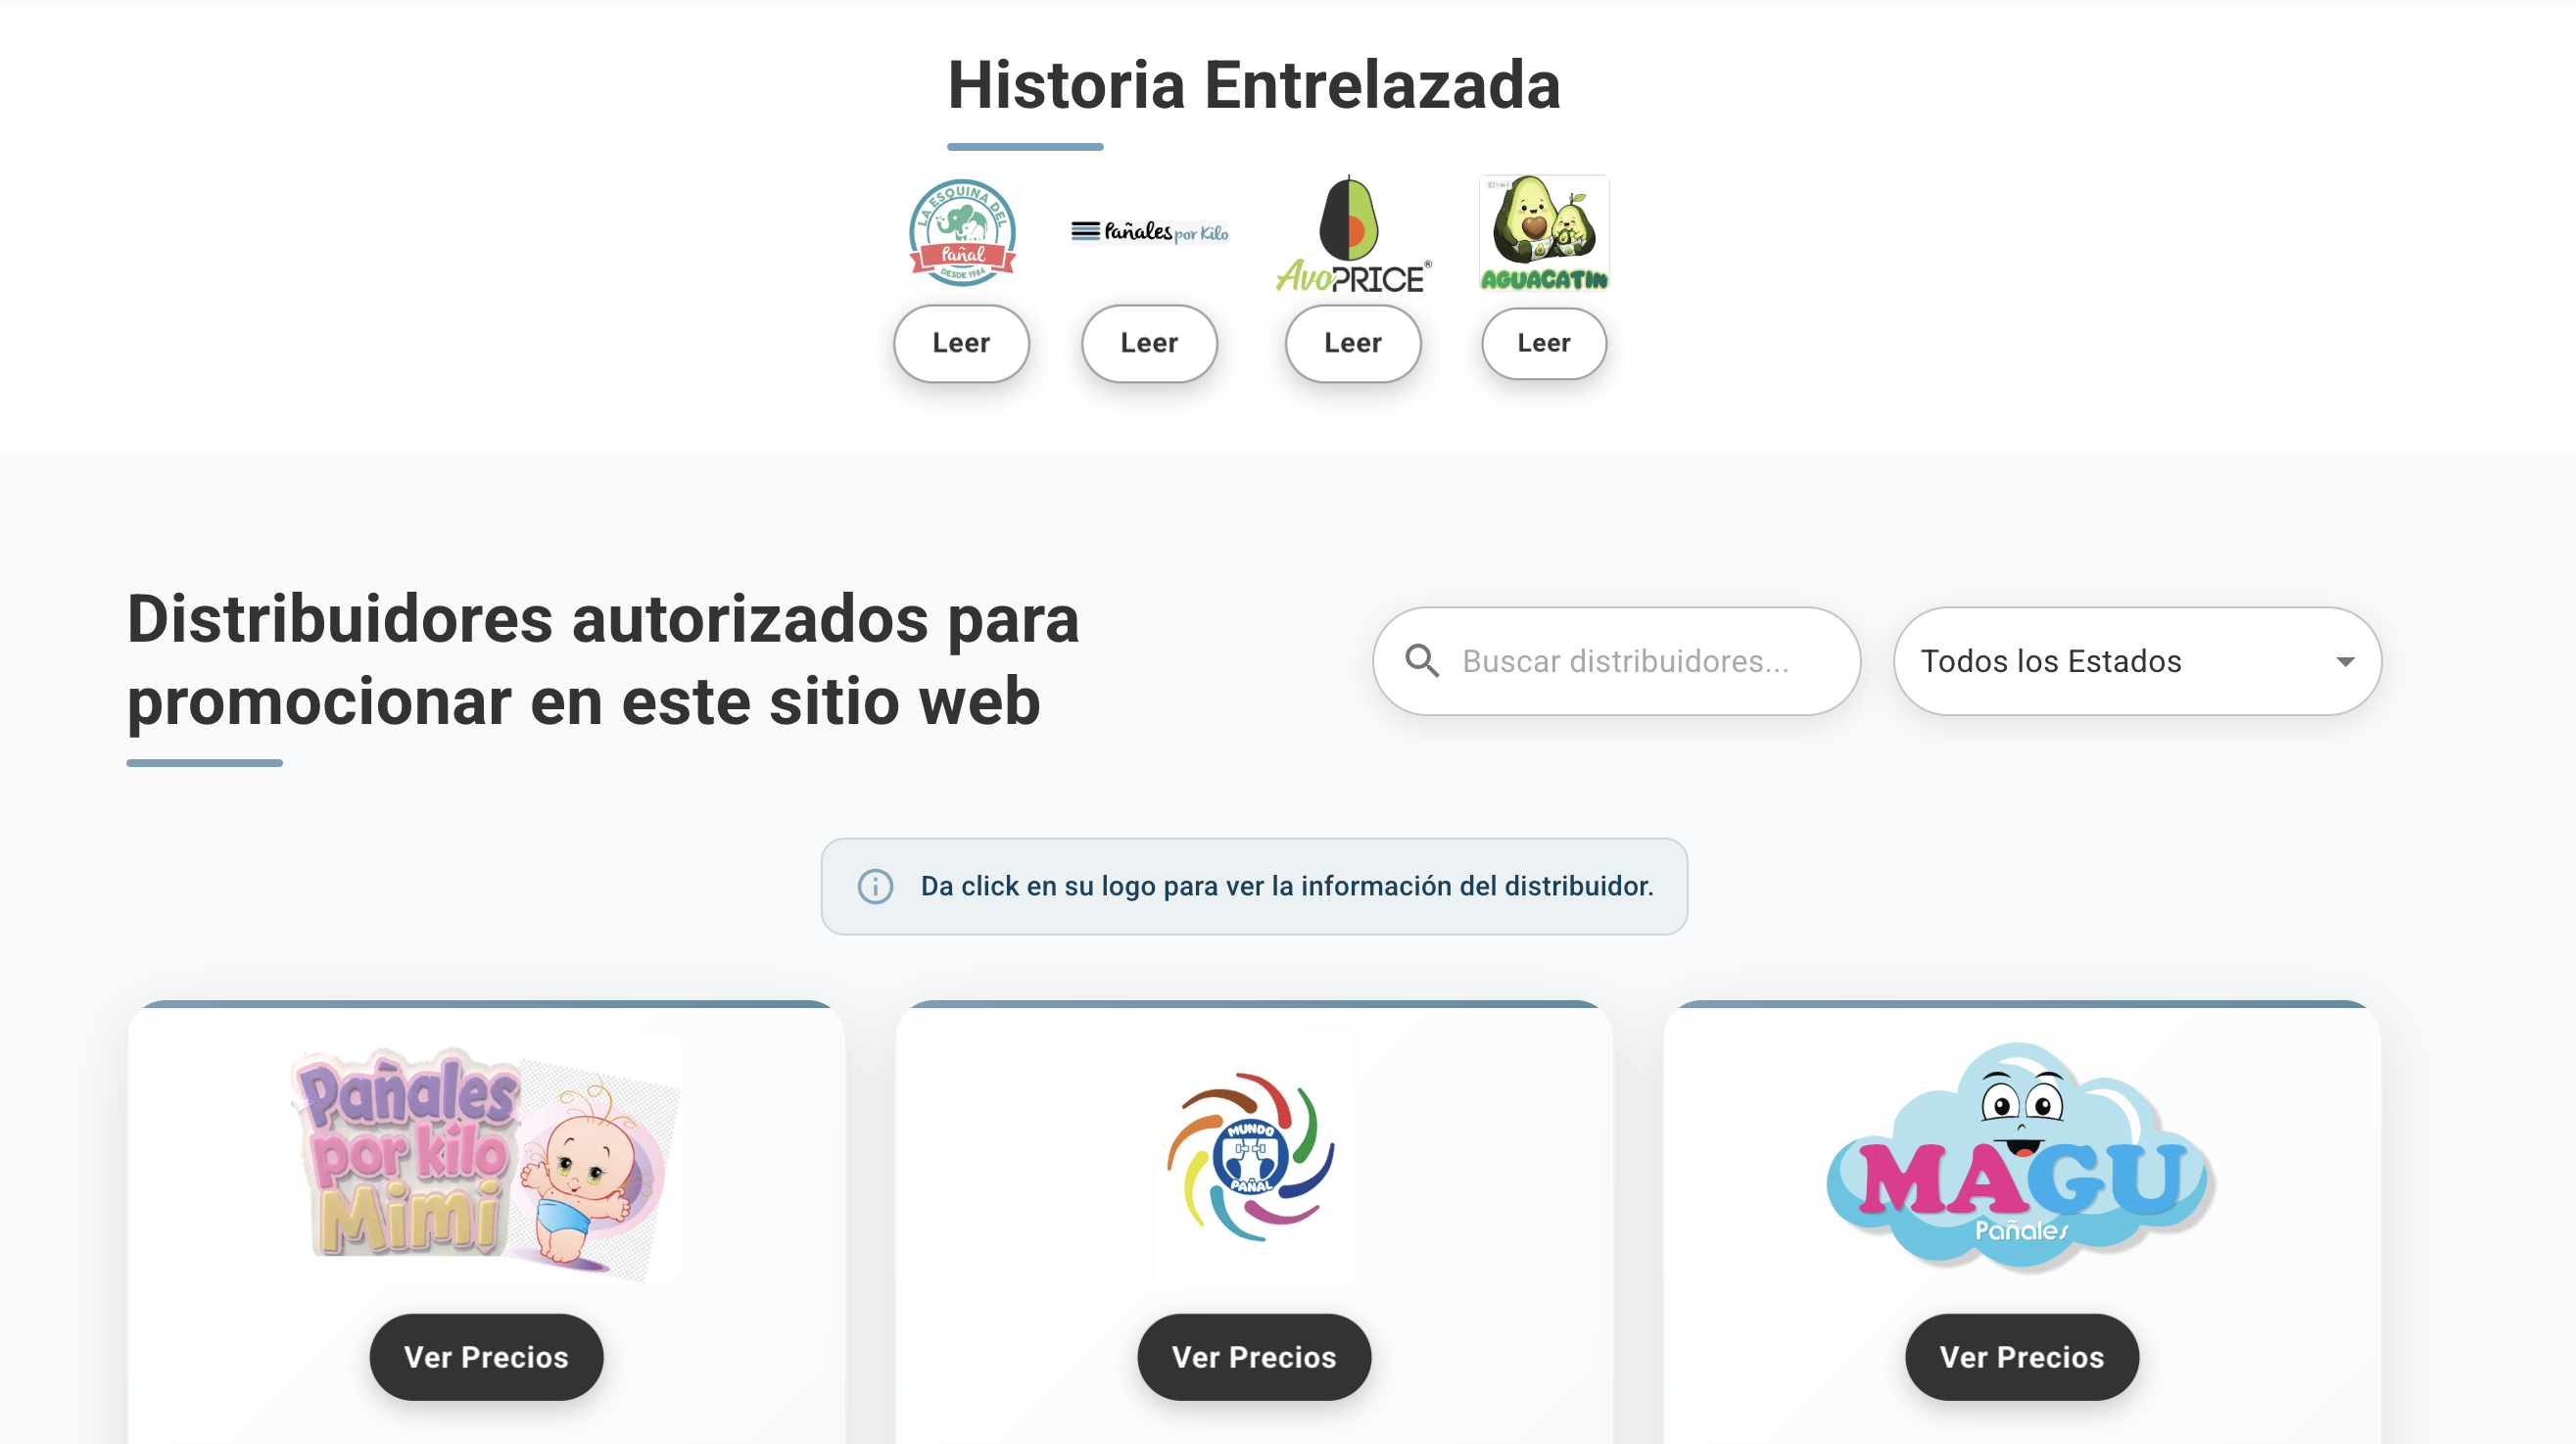 Historia Entrelazada
LA ESQUINA DEL
Pañal
DESDE 1964
Pañales por Kilo
AvoPRICE®
AGUACATIN
Leer
Leer
Leer
Leer
Distribuidores autorizados para
promocionar en este sitio web
Buscar distribuidores...
Todos los Estados
Da click en su logo para ver la información del distribuidor.
Pañales
por kilo
Mimi
MUNDO
PAÑAL
MAGU
Pañales
Ver Precios
Ver Precios
Ver Precios